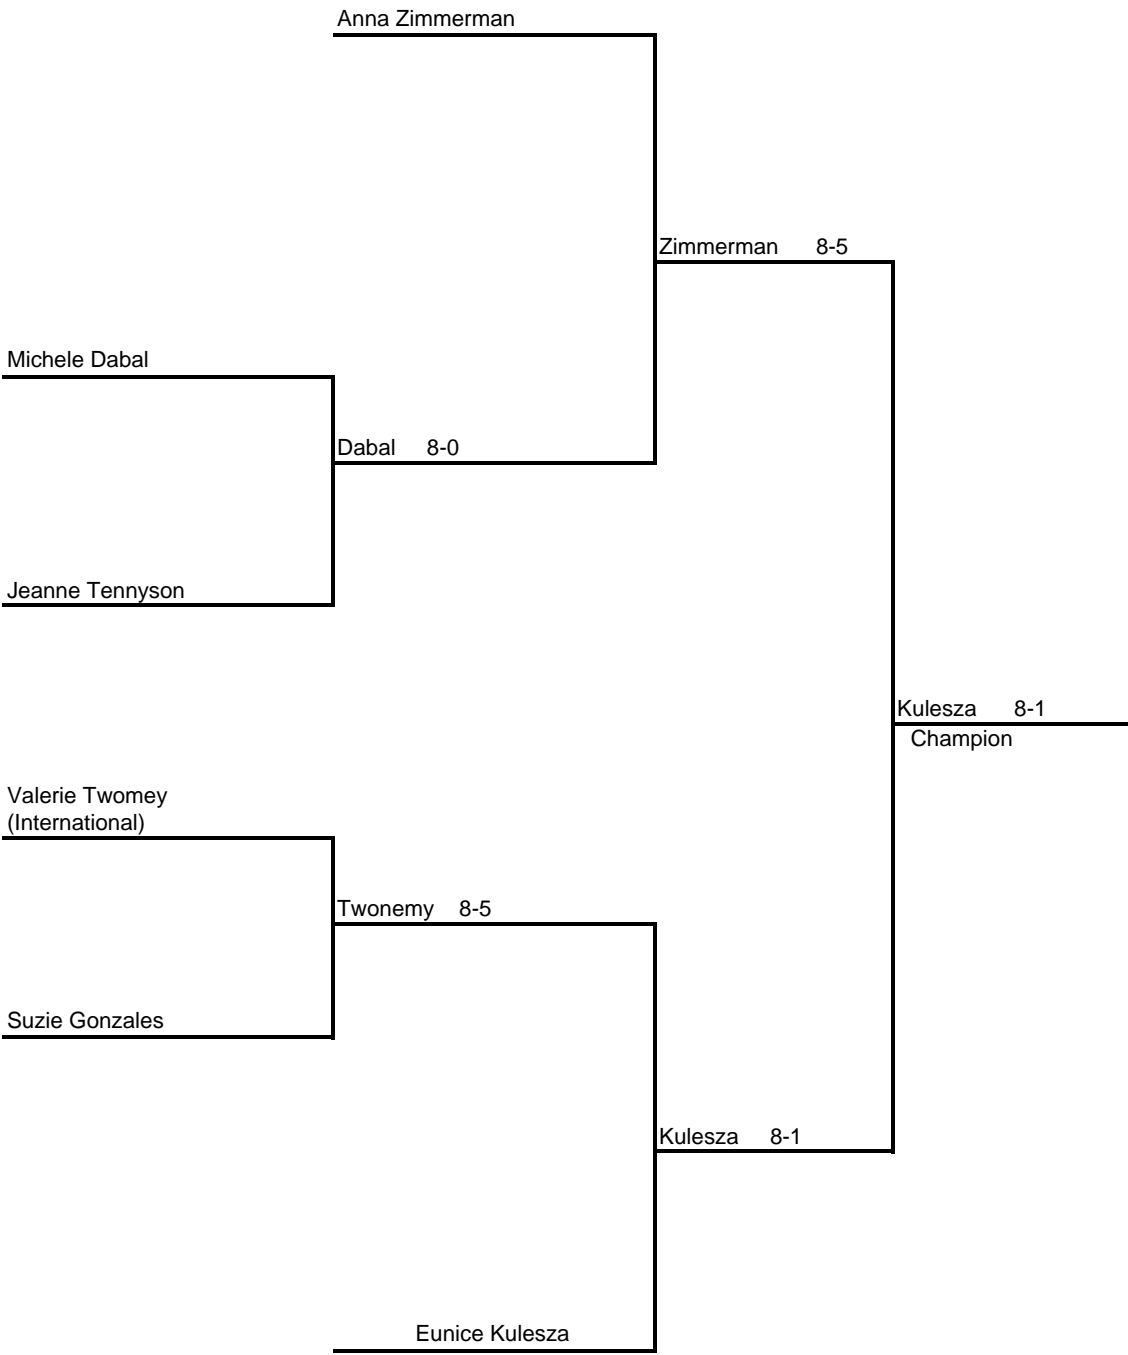 Anna Zimmerman
Zimmerman 8-5
Michele Dabal
Dabal 8-0
Jeanne Tennyson
Kulesza 8-1
Champion
Valerie Twomey
(International)
Twonemy 8-5
Suzie Gonzales
Kulesza 8-1
Eunice Kulesza